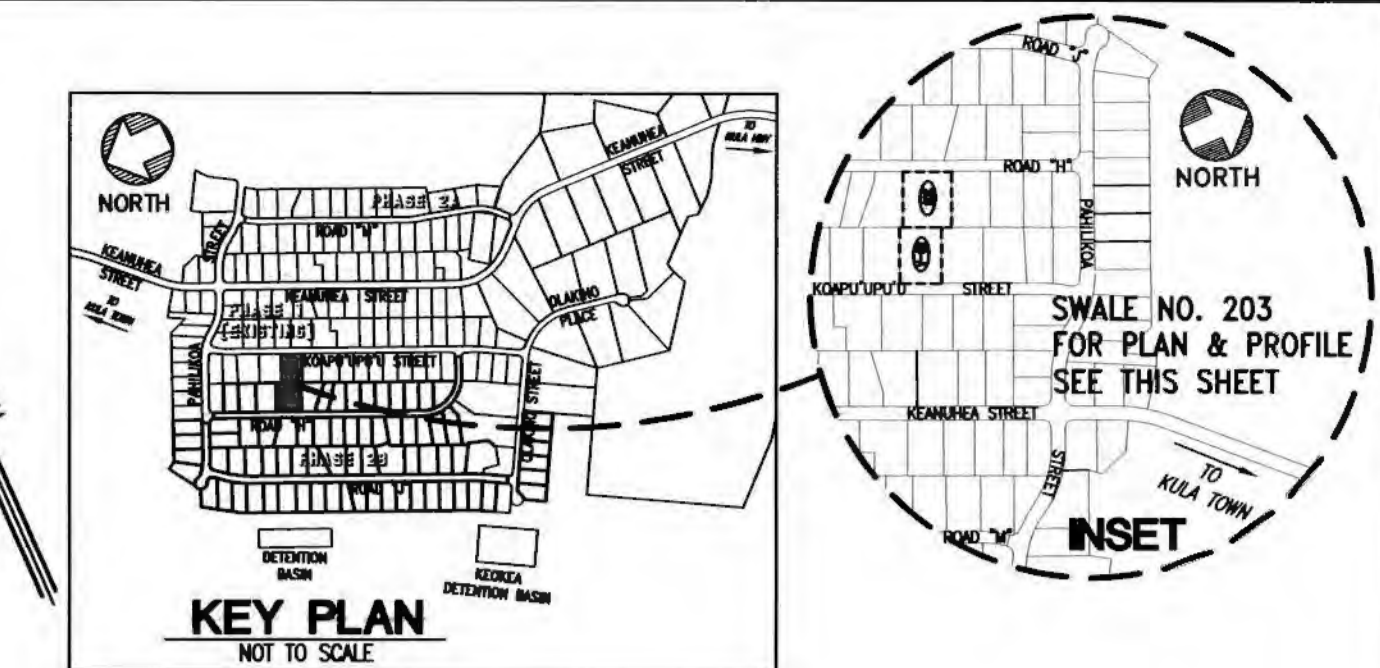 NORTH
KEANUHEA
STREET
TO
KULA TOWN
STREET
PHASE 2A
ROAD "M"
KEANUHEA STREET
PHASE 1
(EXISTING)
KEANUHEA
STREET
TO
KULA HWY
OLAKINO
PLACE
PAHILIKOA
KOAPU'UPU'U STREET
ROAD "H"
PHASE 2B
ROAD "J"
STREET
DETENTION
BASIN
KEOKEA
DETENTION BASIN
KEY PLAN
NOT TO SCALE
ROAD "J"
NORTH
ROAD "H"
PAHILIKOA
KOAPU'UPU'U STREET
SWALE NO. 203
FOR PLAN & PROFILE
SEE THIS SHEET
KEANUHEA STREET
STREET
TO
KULA TOWN
ROAD "M"
INSET